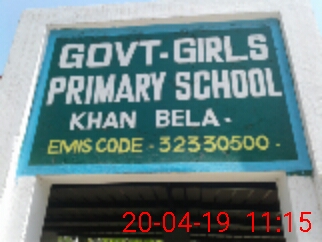 GOVT-GIRLS
PRIMARY SCHOOL
KHAN BELA-
EMIS CODE - 32330500 -
20-04-19 11:15